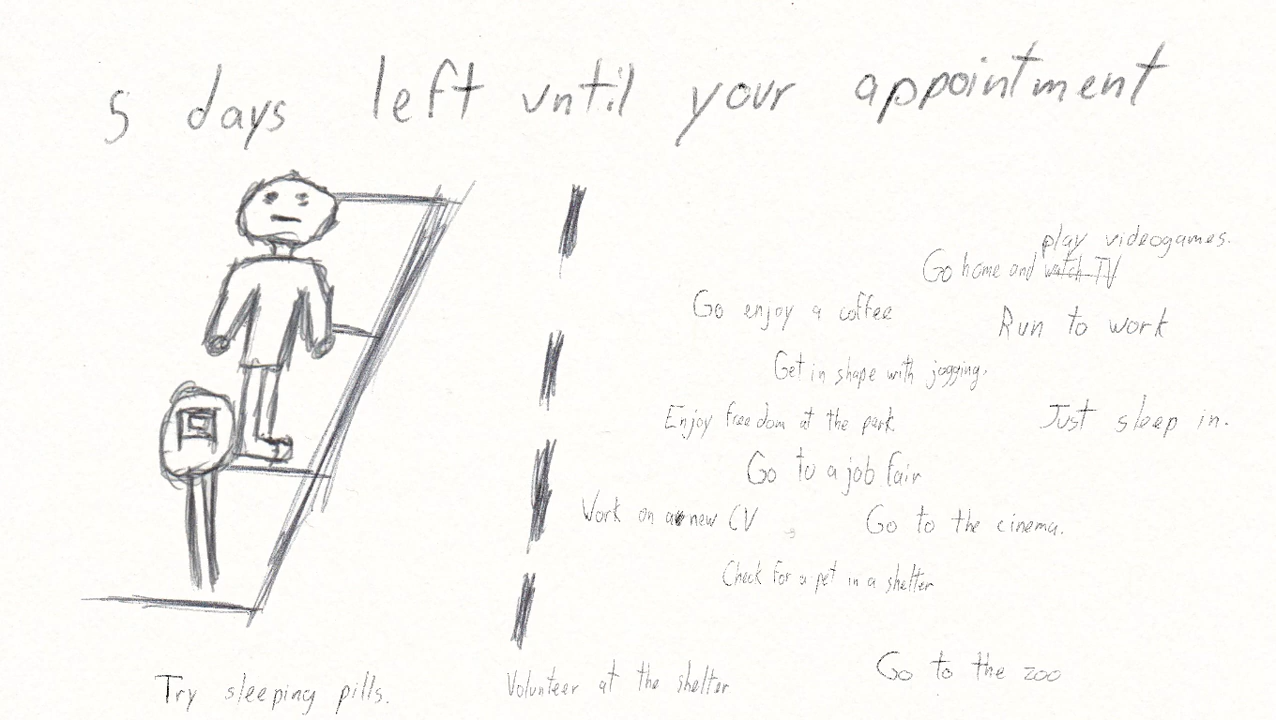 5 days left until your appointment
play videogames.
Go home and watch TV
Go enjoy a coffee
Run to work
Get in shape with jogging.
Enjoy freedom at the park
Just sleep in.
Go to a job fair
Work on a new CV
Go to the cinema.
Check for a pet in a shelter
Go to the zoo
Try sleeping pills.
Volunteer at the shelter